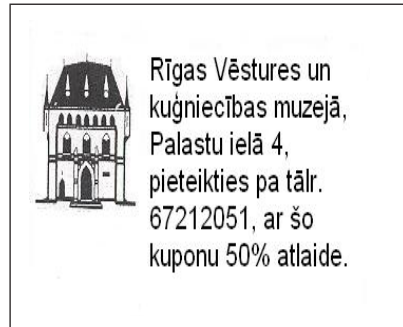 Rīgas Vēstures un
kuģniecības muzejā,
Palastu ielā 4,
pieteikties pa tālr.
67212051, ar šo
kuponu 50% atlaide.